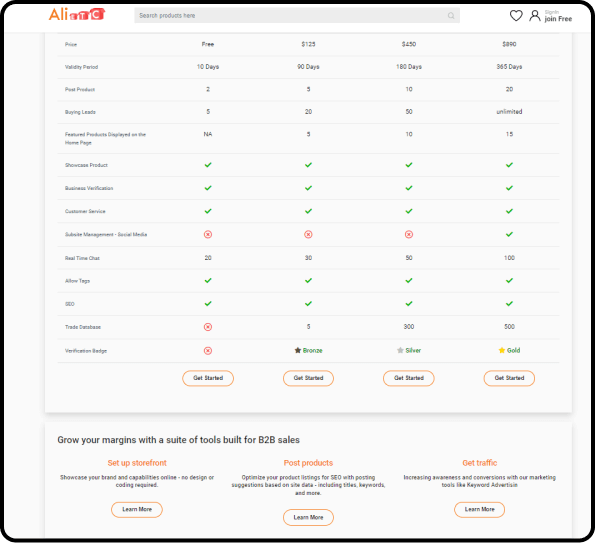 Ali STC
Search products here
Sign In
join Free
Price Free $125 $450 $890
Validity Period 10 Days 90 Days 180 Days 365 Days
Post Product 2 5 10 20
Buying Leads 5 20 50 unlimited
Featured Products Displayed on the
Home Page NA 5 10 15
Showcase Product
Business Verification
Customer Service
Subsite Management - Social Media
Real Time Chat 20 30 50 100
Allow Tags
SEO
Trade Database 5 300 500
Verification Badge Bronze Silver Gold
Get Started Get Started Get Started Get Started
Grow your margins with a suite of tools built for B2B sales
Set up storefront
Showcase your brand and capabilities online - no design or
coding required.
Learn More
Post products
Optimize your product listings for SEO with posting
suggestions based on site data - including titles, keywords,
and more.
Learn More
Get traffic
Increasing awareness and conversions with our marketing
tools like Keyword Advertisin
Learn More